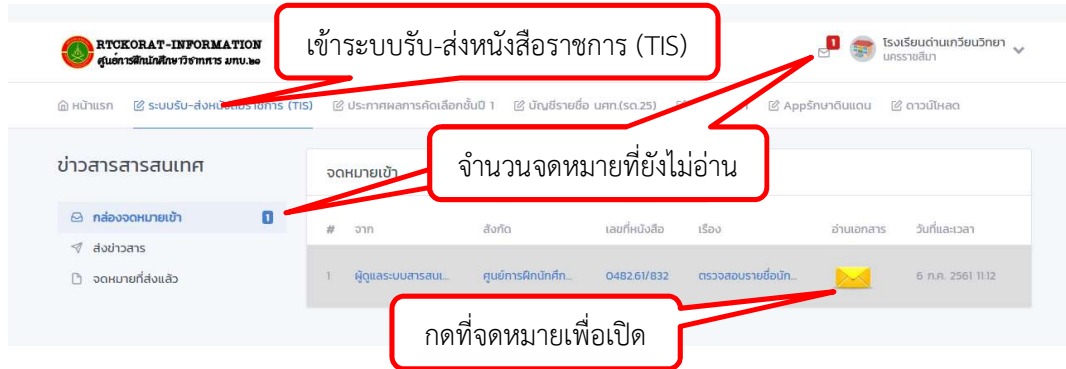 RTCKORAT-INFORMATION
ศูนย์การฝึกนักศึกษาวิชาทหาร มทบ.๒๑
เข้าระบบรับ-ส่งหนังสือราชการ (TIS)
1
โรงเรียนด่านเกวียนวิทยา
นครราชสีมา
หน้าแรก
ระบบรับ-ส่งหนังสือราชการ (TIS)
ประกาศผลการคัดเลือกชั้นปี 1
บัญชีรายชื่อ นศท.(รด.25)
1
Appรักษาดินแดน
ดาวน์โหลด
ข่าวสารสารสนเทศ
จดหมายเข้า
จำนวนจดหมายที่ยังไม่อ่าน
กล่องจดหมายเข้า 1
ส่งข่าวสาร
จดหมายที่ส่งแล้ว
# จาก สังกัด เลขที่หนังสือ เรื่อง อ่านเอกสาร วันที่และเวลา
1 ผู้ดูแลระบบสารสนเ... ศูนย์การฝึกนักศึก... 0482.61/832 ตรวจสอบรายชื่อนัก... 6 ก.ค. 2561 11:12
กดที่จดหมายเพื่อเปิด